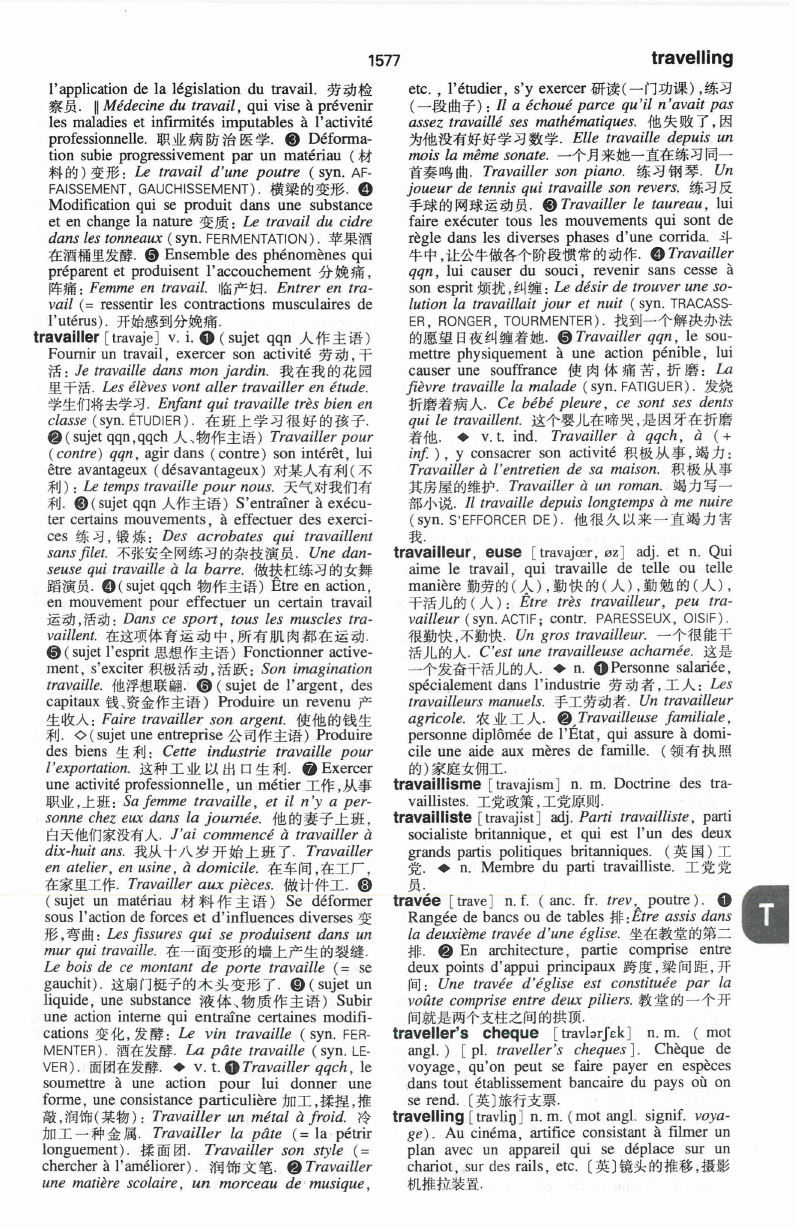 1577
travelling
l'application de la législation du travail. 劳动检
察员. ‖ Médecine du travail, qui vise à prévenir
les maladies et infirmités imputables à l'activité
professionnelle. 职业病防治医学. ❸ Déforma-
tion subie progressivement par un matériau (材
料的) 变形: Le travail d'une poutre (syn. AF-
FAISSEMENT, GAUCHISSEMENT). 横梁的变形. ❹
Modification qui se produit dans une substance
et en change la nature 变质: Le travail du cidre
dans les tonneaux (syn. FERMENTATION). 苹果酒
在酒桶里发酵. ❺ Ensemble des phénomènes qui
préparent et produisent l'accouchement 分娩痛,
阵痛: Femme en travail. 临产妇. Entrer en tra-
vail (= ressentir les contractions musculaires de
l'utérus). 开始感到分娩痛.
travailler [travaje] v. i. ❶ (sujet qqn 人作主语)
Fournir un travail, exercer son activité 劳动,干
活: Je travaille dans mon jardin. 我在我的花园
里干活. Les élèves vont aller travailler en étude.
学生们将去学习. Enfant qui travaille très bien en
classe (syn. ÉTUDIER). 在班上学习很好的孩子.
❷ (sujet qqn,qqch 人、物作主语) Travailler pour
(contre) qqn, agir dans (contre) son intérêt, lui
être avantageux (désavantageux) 对某人有利(不
利): Le temps travaille pour nous. 天气对我们有
利. ❸ (sujet qqn 人作主语) S'entraîner à exécu-
ter certains mouvements, à effectuer des exerci-
ces 练习,锻炼: Des acrobates qui travaillent
sans filet. 不张安全网练习的杂技演员. Une dan-
seuse qui travaille à la barre. 做扶杠练习的女舞
蹈演员. ❹ (sujet qqch 物作主语) Être en action,
en mouvement pour effectuer un certain travail
运动,活动: Dans ce sport, tous les muscles tra-
vaillent. 在这项体育运动中,所有肌肉都在运动.
❺ (sujet l'esprit 思想作主语) Fonctionner active-
ment, s'exciter 积极活动,活跃: Son imagination
travaille. 他浮想联翩. ❻ (sujet de l'argent, des
capitaux 钱、资金作主语) Produire un revenu 产
生收入: Faire travailler son argent. 使他的钱生
利. ◇ (sujet une entreprise 公司作主语) Produire
des biens 生利: Cette industrie travaille pour
l'exportation. 这种工业以出口生利. ❼ Exercer
une activité professionnelle, un métier 工作,从事
职业,上班: Sa femme travaille, et il n'y a per-
sonne chez eux dans la journée. 他的妻子上班,
白天他们家没有人. J'ai commencé à travailler à
dix-huit ans. 我从十八岁开始上班了. Travailler
en atelier, en usine, à domicile. 在车间,在工厂,
在家里工作. Travailler aux pièces. 做计件工. ❽
(sujet un matériau 材料作主语) Se déformer
sous l'action de forces et d'influences diverses 变
形,弯曲: Les fissures qui se produisent dans un
mur qui travaille. 在一面变形的墙上产生的裂缝.
Le bois de ce montant de porte travaille (= se
gauchit). 这扇门梃子的木头变形了. ❾ (sujet un
liquide, une substance 液体、物质作主语) Subir
une action interne qui entraîne certaines modifi-
cations 变化,发酵: Le vin travaille (syn. FER-
MENTER). 酒在发酵. La pâte travaille (syn. LE-
VER). 面团在发酵. ◆ v. t. ❶ Travailler qqch, le
soumettre à une action pour lui donner une
forme, une consistance particulière 加工,揉捏,推
敲,润饰(某物): Travailler un métal à froid. 冷
加工一种金属. Travailler la pâte (= la pétrir
longuement). 揉面团. Travailler son style (=
chercher à l'améliorer). 润饰文笔. ❷ Travailler
une matière scolaire, un morceau de musique,
etc., l'étudier, s'y exercer 研读(一门功课),练习
(一段曲子): Il a échoué parce qu'il n'avait pas
assez travaillé ses mathématiques. 他失败了,因
为他没有好好学习数学. Elle travaille depuis un
mois la même sonate. 一个月来她一直在练习同一
首奏鸣曲. Travailler son piano. 练习钢琴. Un
joueur de tennis qui travaille son revers. 练习反
手球的网球运动员. ❸ Travailler le taureau, lui
faire exécuter tous les mouvements qui sont de
règle dans les diverses phases d'une corrida. 斗
牛中,让公牛做各个阶段惯常的动作. ❹ Travailler
qqn, lui causer du souci, revenir sans cesse à
son esprit 烦扰,纠缠: Le désir de trouver une so-
lution la travaillait jour et nuit (syn. TRACASS-
ER, RONGER, TOURMENTER). 找到一个解决办法
的愿望日夜纠缠着她. ❺ Travailler qqn, le sou-
mettre physiquement à une action pénible, lui
causer une souffrance 使肉体痛苦,折磨: La
fièvre travaille la malade (syn. FATIGUER). 发烧
折磨着病人. Ce bébé pleure, ce sont ses dents
qui le travaillent. 这个婴儿在啼哭,是因牙在折磨
着他. ◆ v. t. ind. Travailler à qqch, à (+
inf.), y consacrer son activité 积极从事,竭力:
Travailler à l'entretien de sa maison. 积极从事
其房屋的维护. Travailler à un roman. 竭力写一
部小说. Il travaille depuis longtemps à me nuire
(syn. S'EFFORCER DE). 他很久以来一直竭力害
我.
travailleur, euse [travajœr, øz] adj. et n. Qui
aime le travail, qui travaille de telle ou telle
manière 勤劳的(人),勤快的(人),勤勉的(人),
干活儿的(人): Être très travailleur, peu tra-
vailleur (syn. ACTIF; contr. PARESSEUX, OISIF).
很勤快,不勤快. Un gros travailleur. 一个很能干
活儿的人. C'est une travailleuse acharnée. 这是
一个发奋干活儿的人. ◆ n. ❶ Personne salariée,
spécialement dans l'industrie 劳动者,工人: Les
travailleurs manuels. 手工劳动者. Un travailleur
agricole. 农业工人. ❷ Travailleuse familiale,
personne diplômée de l'État, qui assure à domi-
cile une aide aux mères de famille. (领有执照
的)家庭女佣工.
travaillisme [travajism] n. m. Doctrine des tra-
vaillistes. 工党政策,工党原则.
travailliste [travajist] adj. Parti travailliste, parti
socialiste britannique, et qui est l'un des deux
grands partis politiques britanniques. (英国)工
党. ◆ n. Membre du parti travailliste. 工党党
员.
travée [trave] n. f. (anc. fr. trev, poutre). ❶
Rangée de bancs ou de tables 排: Être assis dans
la deuxième travée d'une église. 坐在教堂的第二
排. ❷ En architecture, partie comprise entre
deux points d'appui principaux 跨度,梁间距,开
间: Une travée d'église est constituée par la
voûte comprise entre deux piliers. 教堂的一个开
间就是两个支柱之间的拱顶.
traveller's cheque [travlərʃɛk] n. m. (mot
angl.) [pl. traveller's cheques]. Chèque de
voyage, qu'on peut se faire payer en espèces
dans tout établissement bancaire du pays où on
se rend. 〔英〕旅行支票.
travelling [travliŋ] n. m. (mot angl. signif. voya-
ge). Au cinéma, artifice consistant à filmer un
plan avec un appareil qui se déplace sur un
chariot, sur des rails, etc. 〔英〕镜头的推移,摄影
机推拉装置.
T